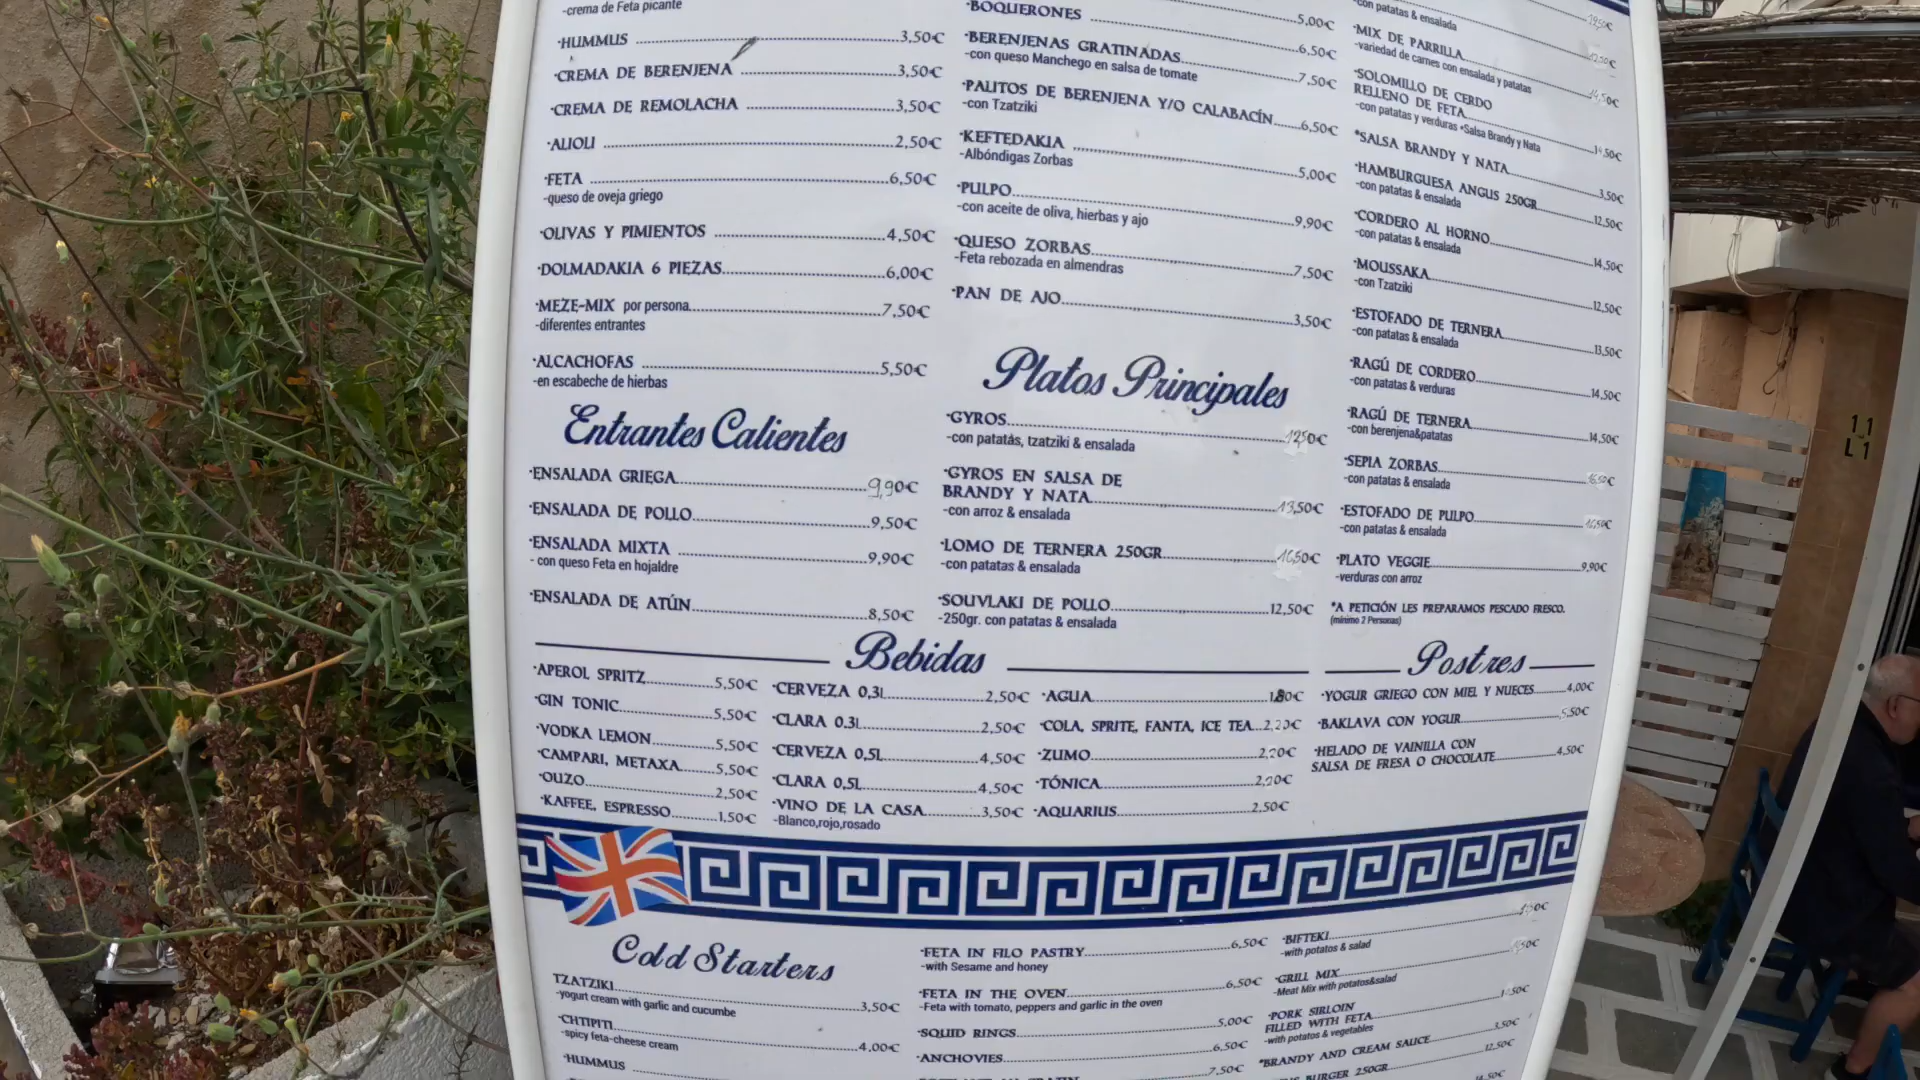 -crema de Feta picante
·HUMMUS 3,50€
·CREMA DE BERENJENA 3,50€
·CREMA DE REMOLACHA 3,50€
·ALIOLI 2,50€
·FETA 6,50€
-queso de oveja griego
·OLIVAS Y PIMIENTOS 4,50€
·DOLMADAKIA 6 PIEZAS 6,00€
·MEZE-MIX por persona 7,50€
-diferentes entrantes
·ALCACHOFAS 5,50€
-en escabeche de hierbas
Entrantes Calientes
·ENSALADA GRIEGA 9,90€
·ENSALADA DE POLLO 9,50€
·ENSALADA MIXTA 9,90€
- con queso Feta en hojaldre
·ENSALADA DE ATÚN 8,50€
·BOQUERONES 5,00€
6,50€
·BERENJENAS GRATINADAS 7,50€
-con queso Manchego en salsa de tomate
·PALITOS DE BERENJENA Y/O CALABACÍN 6,50€
-con Tzatziki
·KEFTEDAKIA 5,00€
-Albóndigas Zorbas
·PULPO 9,90€
-con aceite de oliva, hierbas y ajo
·QUESO ZORBAS 7,50€
-Feta rebozada en almendras
·PAN DE AJO 3,50€
Platos Principales
·GYROS 12,50€
-con patatás, tzatziki & ensalada
·GYROS EN SALSA DE
BRANDY Y NATA 13,50€
-con arroz & ensalada
·LOMO DE TERNERA 250GR 16,50€
-con patatas & ensalada
·SOUVLAKI DE POLLO 12,50€
-250gr. con patatas & ensalada
-con patatas & ensalada
·MIX DE PARRILLA
-variedad de carnes con ensalada y patatas
·SOLOMILLO DE CERDO
RELLENO DE FETA
-con patatas y verduras *Salsa Brandy y Nata
*SALSA BRANDY Y NATA 3,50€
·HAMBURGUESA ANGUS 250GR 12,50€
-con patatas & ensalada
·CORDERO AL HORNO 14,50€
-con patatas & ensalada
·MOUSSAKA 12,50€
-con Tzatziki
·ESTOFADO DE TERNERA 13,50€
-con patatas & ensalada
·RAGÚ DE CORDERO 14,50€
-con patatas & verduras
·RAGÚ DE TERNERA 14,50€
-con berenjena&patatas
·SEPIA ZORBAS
-con patatas & ensalada
·ESTOFADO DE PULPO
-con patatas & ensalada
·PLATO VEGGIE 9,90€
-verduras con arroz
*A PETICIÓN LES PREPARAMOS PESCADO FRESCO.
(mínimo 2 Personas)
Bebidas
·APEROL SPRITZ 5,50€
·GIN TONIC 5,50€
·VODKA LEMON 5,50€
·CAMPARI, METAXA 5,50€
·OUZO 2,50€
·KAFFEE, ESPRESSO 1,50€
·CERVEZA 0,3L 2,50€
·CLARA 0.3L 2,50€
·CERVEZA 0,5L 4,50€
·CLARA 0,5L 4,50€
·VINO DE LA CASA 3,50€
-Blanco,rojo,rosado
·AGUA 1,80€
·COLA, SPRITE, FANTA, ICE TEA 2,20€
·ZUMO 2,20€
·TÓNICA 2,20€
·AQUARIUS 2,50€
Postres
·YOGUR GRIEGO CON MIEL Y NUECES 4,00€
·BAKLAVA CON YOGUR 5,50€
·HELADO DE VAINILLA CON
SALSA DE FRESA O CHOCOLATE 4,50€
Cold Starters
TZATZIKI 3,50€
-yogurt cream with garlic and cucumbe
·CHTIPITI 4,00€
-spicy feta-cheese cream
·HUMMUS
·FETA IN FILO PASTRY 6,50€
-with Sesame and honey
·FETA IN THE OVEN 6,50€
-Feta with tomato, peppers and garlic in the oven
·SQUID RINGS 5,00€
·ANCHOVIES 6,50€
7,50€
·BIFTEKI
-with potatos & salad
·GRILL MIX
-Meat Mix with potatos&salad
·PORK SIRLOIN
FILLED WITH FETA
-with potatos & vegetables
*BRANDY AND CREAM SAUCE 3,50€
BURGER 250GR 12,50€
14,50€
1.1
L 1